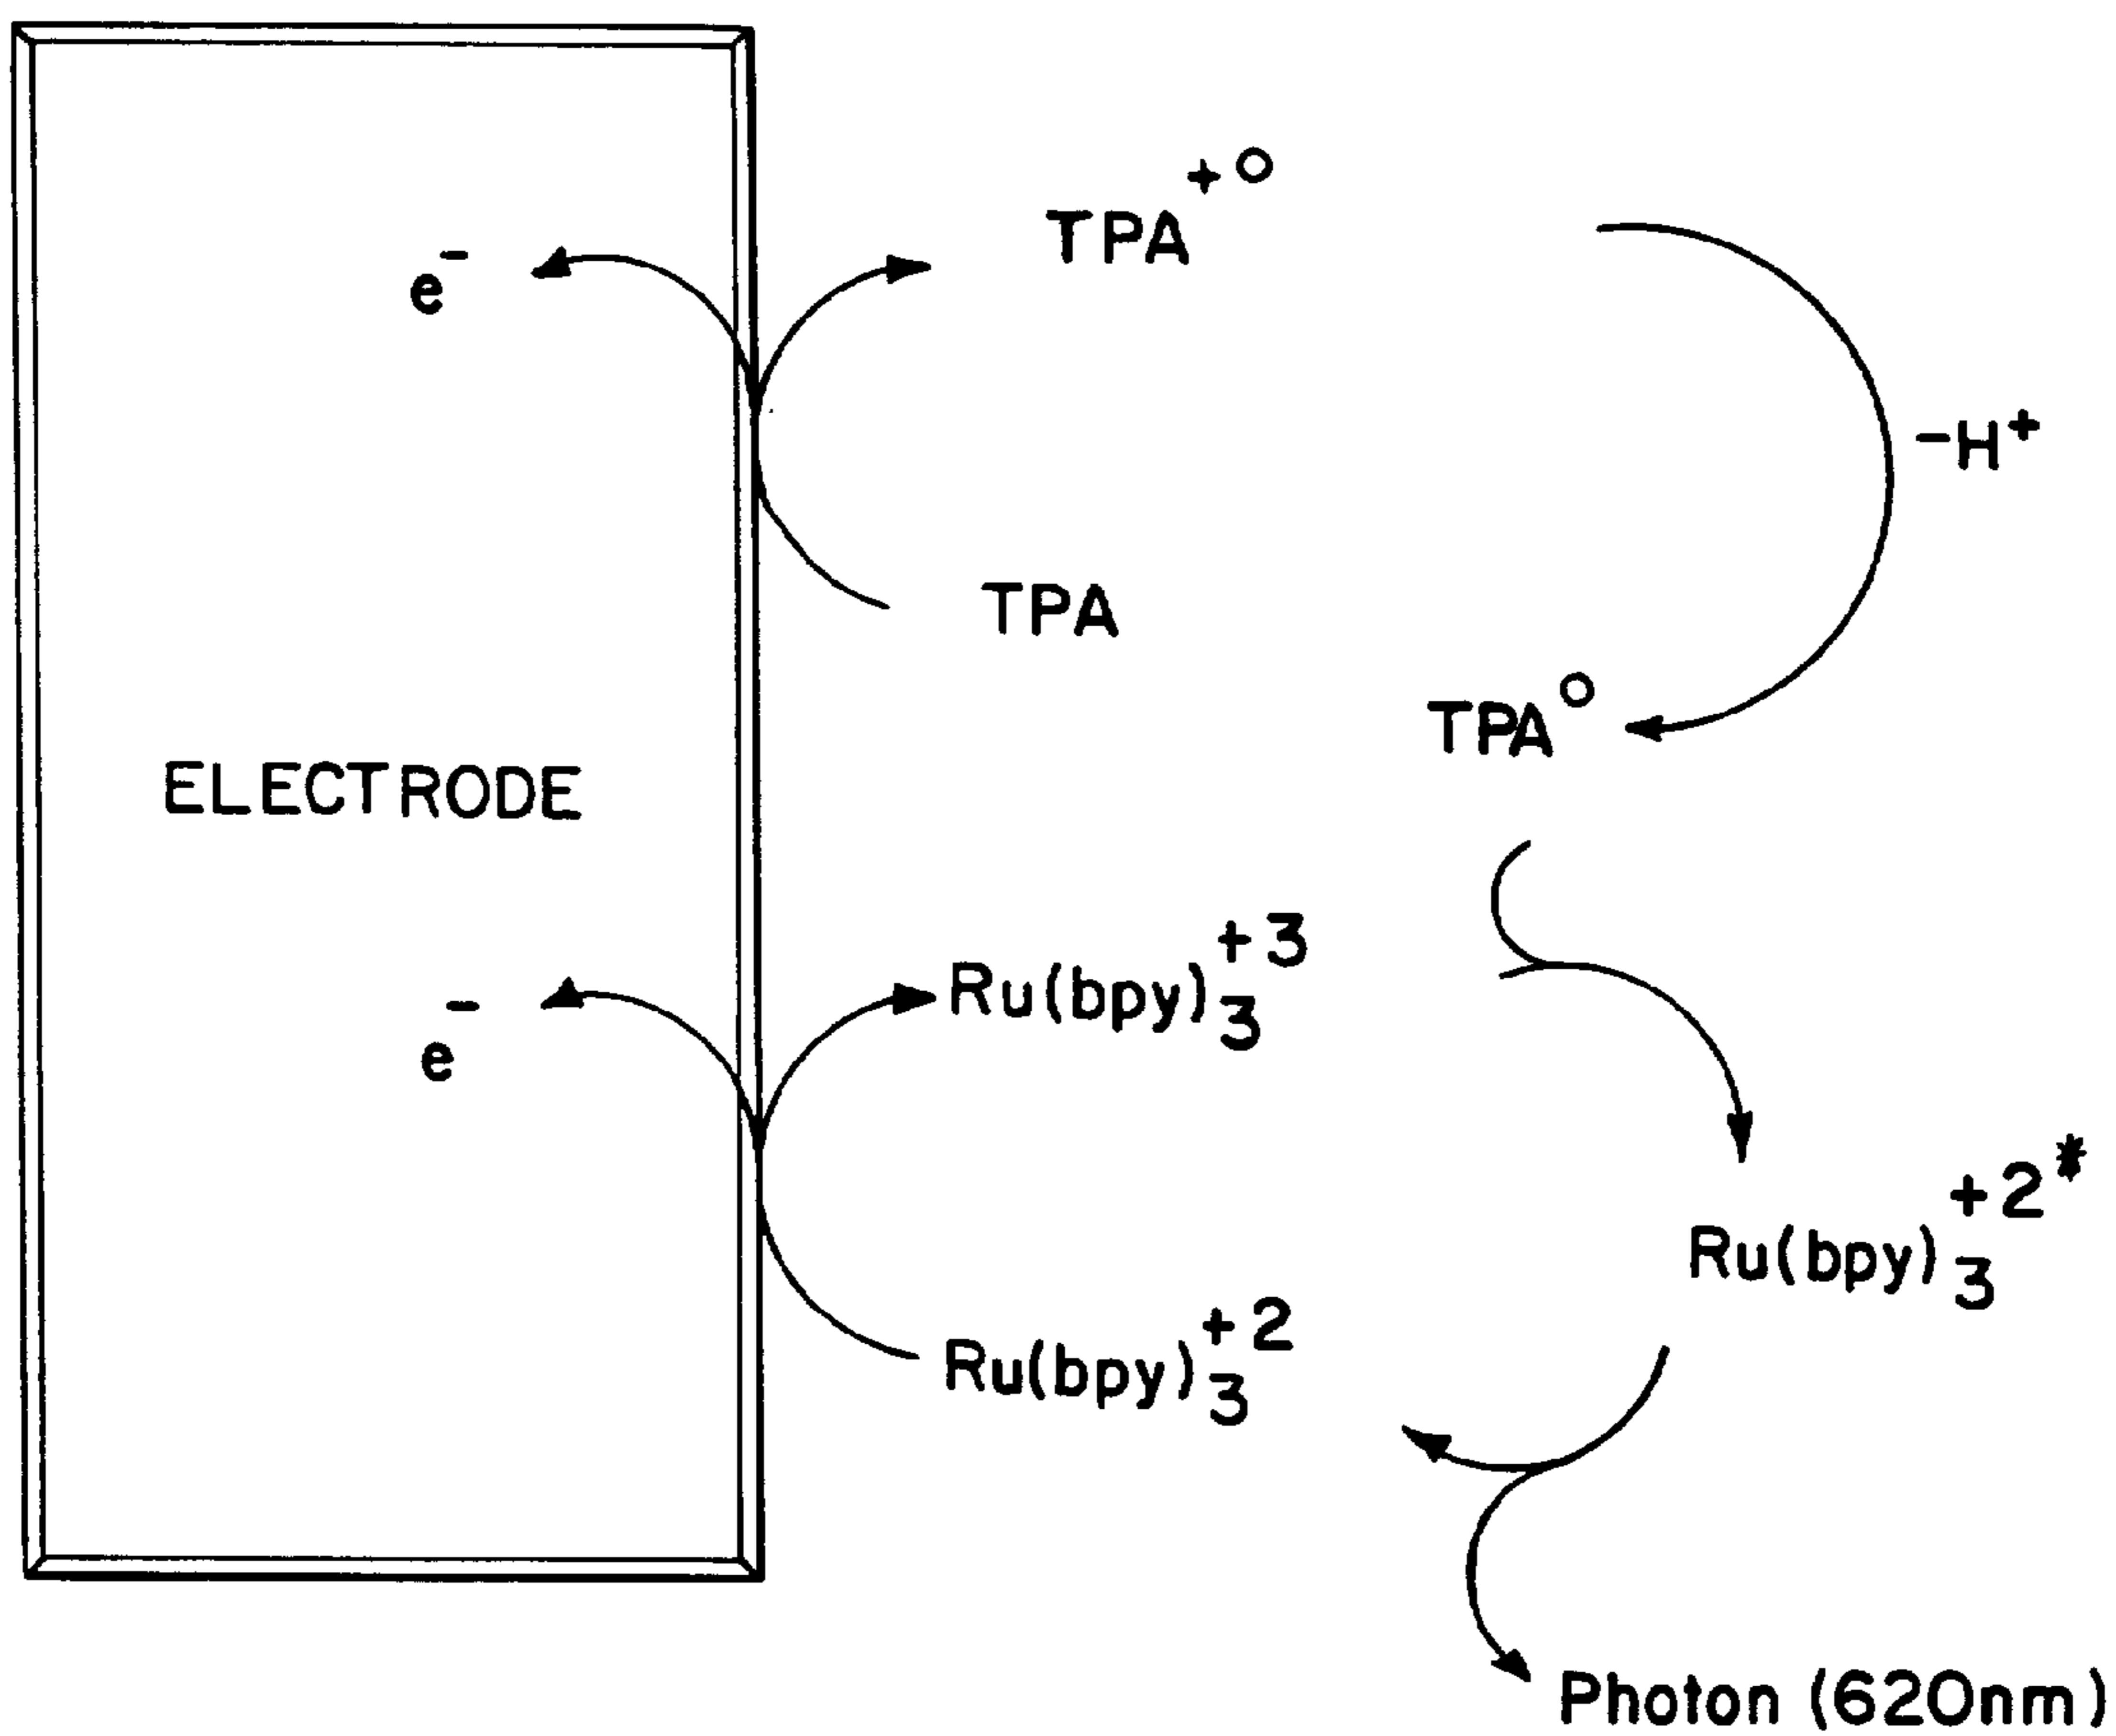 TPA+○
e-
-H+
TPA
TPA○
ELECTRODE
Ru(bpy)3+3
e-
Ru(bpy)3+2*
Ru(bpy)3+2
Photon (620nm)